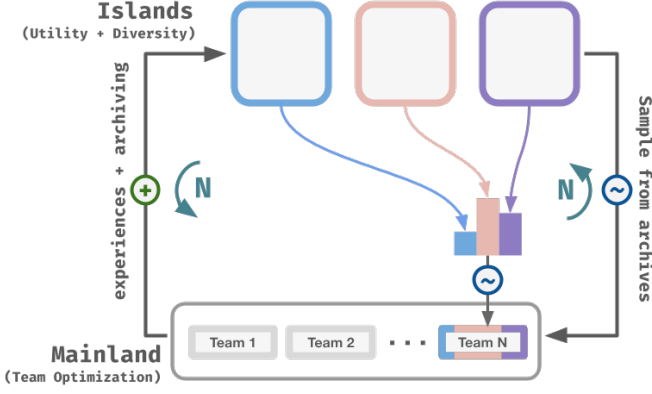 Islands
(Utility + Diversity)
experiences + archiving
+
N
N
~
Sample from archives
~
Team 1
Team 2
...
Team N
Mainland
(Team Optimization)